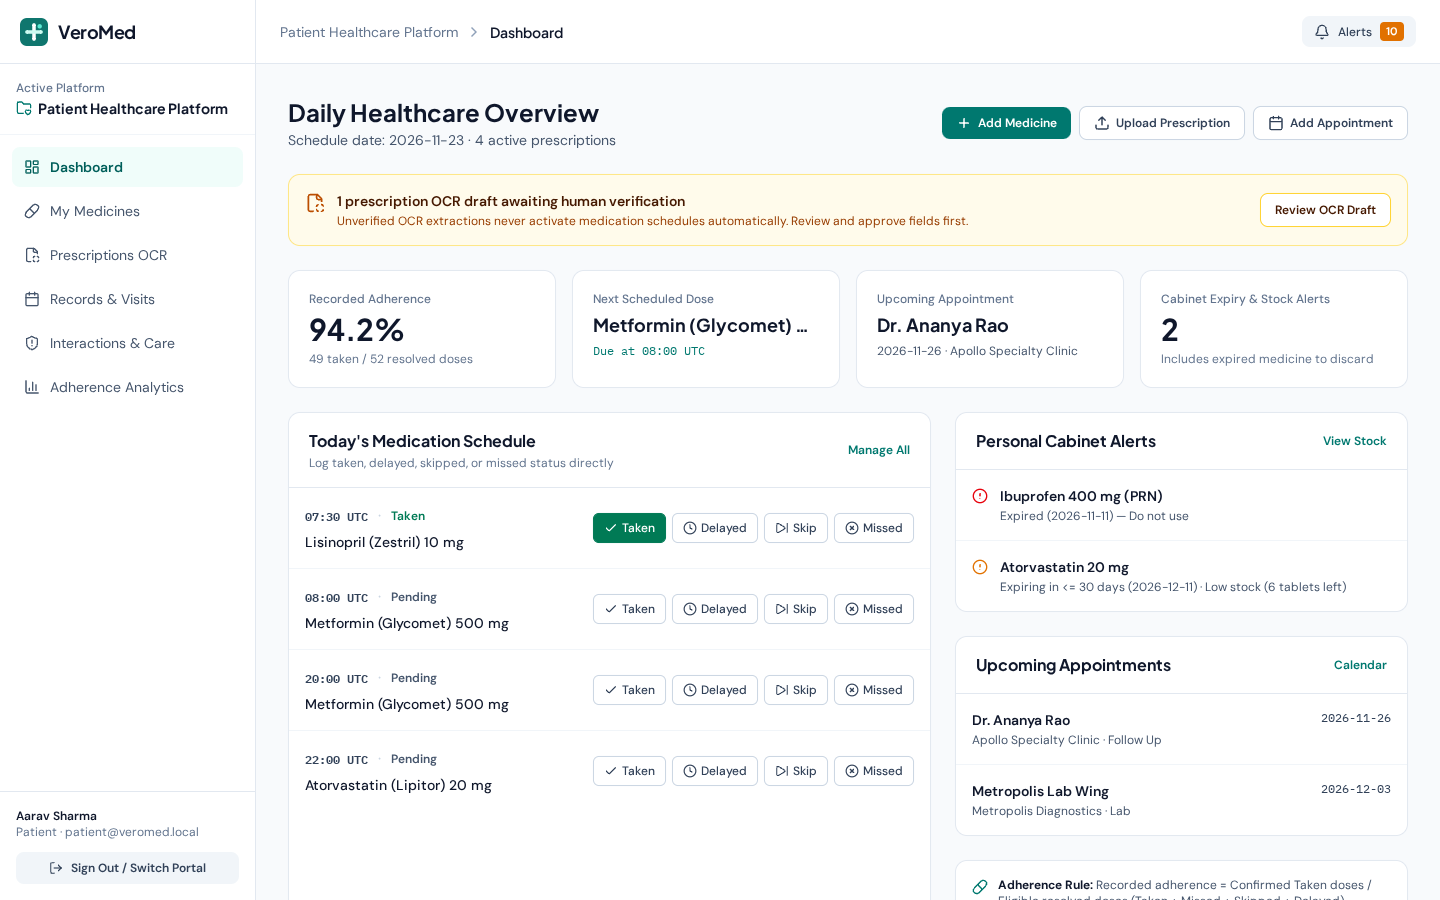 VeroMed
Patient Healthcare Platform
Dashboard
Alerts
10
Active Platform
Patient Healthcare Platform
Dashboard
My Medicines
Prescriptions OCR
Records & Visits
Interactions & Care
Adherence Analytics
Aarav Sharma
Patient · patient@veromed.local
Sign Out / Switch Portal
Daily Healthcare Overview
Schedule date: 2026-11-23 · 4 active prescriptions
Add Medicine
Upload Prescription
Add Appointment
1 prescription OCR draft awaiting human verification
Unverified OCR extractions never activate medication schedules automatically. Review and approve fields first.
Review OCR Draft
Recorded Adherence
94.2%
49 taken / 52 resolved doses
Next Scheduled Dose
Metformin (Glycomet) ...
Due at 08:00 UTC
Upcoming Appointment
Dr. Ananya Rao
2026-11-26 · Apollo Specialty Clinic
Cabinet Expiry & Stock Alerts
2
Includes expired medicine to discard
Today's Medication Schedule
Log taken, delayed, skipped, or missed status directly
Manage All
07:30 UTC · Taken
Lisinopril (Zestril) 10 mg
Taken Delayed Skip Missed
08:00 UTC · Pending
Metformin (Glycomet) 500 mg
Taken Delayed Skip Missed
20:00 UTC · Pending
Metformin (Glycomet) 500 mg
Taken Delayed Skip Missed
22:00 UTC · Pending
Atorvastatin (Lipitor) 20 mg
Taken Delayed Skip Missed
Personal Cabinet Alerts
View Stock
Ibuprofen 400 mg (PRN)
Expired (2026-11-11) — Do not use
Atorvastatin 20 mg
Expiring in <= 30 days (2026-12-11) · Low stock (6 tablets left)
Upcoming Appointments
Calendar
Dr. Ananya Rao
2026-11-26
Apollo Specialty Clinic · Follow Up
Metropolis Lab Wing
2026-12-03
Metropolis Diagnostics · Lab
Adherence Rule: Recorded adherence = Confirmed Taken doses /
Eligible resolved doses (Taken + Missed + Skipped + Delayed).